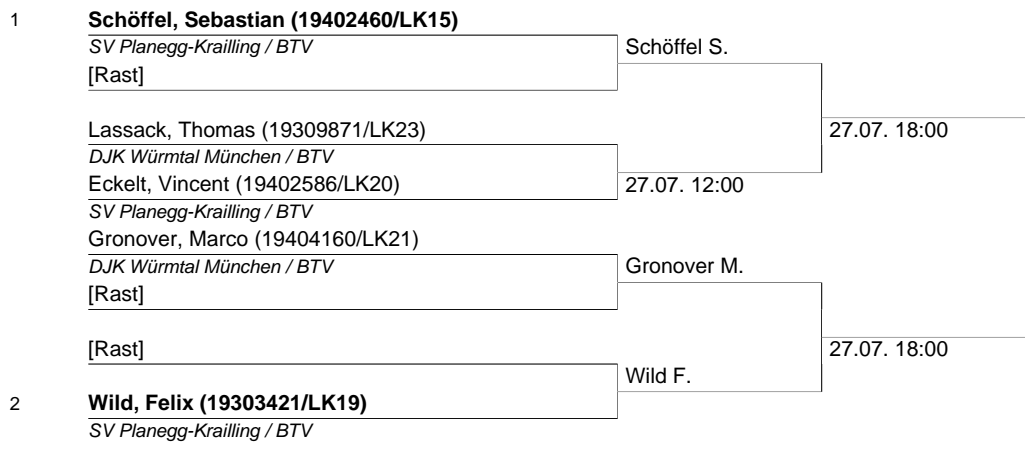 1 Schöffel, Sebastian (19402460/LK15)
SV Planegg-Krailling / BTV
Schöffel S.
[Rast]
Lassack, Thomas (19309871/LK23)
27.07. 18:00
DJK Würmtal München / BTV
Eckelt, Vincent (19402586/LK20)
27.07. 12:00
SV Planegg-Krailling / BTV
Gronover, Marco (19404160/LK21)
DJK Würmtal München / BTV
Gronover M.
[Rast]
[Rast]
27.07. 18:00
Wild F.
2 Wild, Felix (19303421/LK19)
SV Planegg-Krailling / BTV